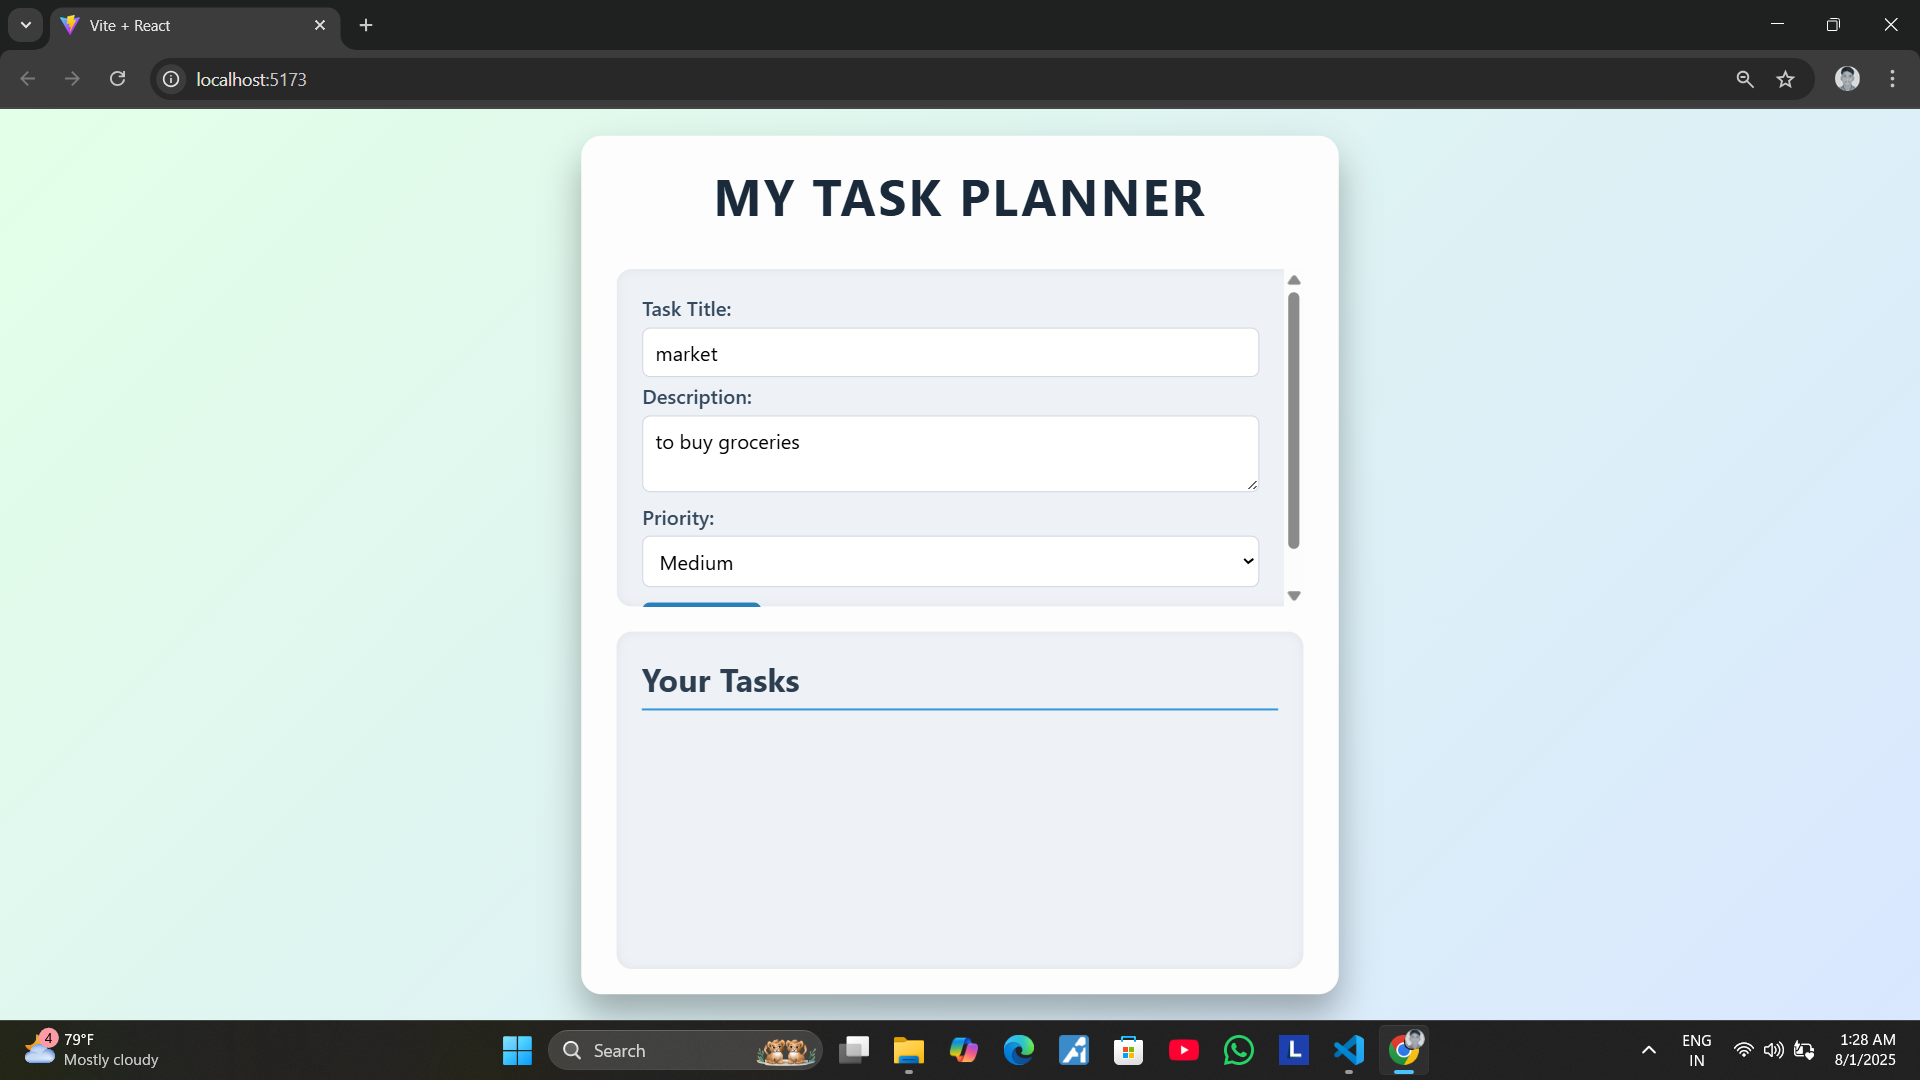 Vite + React
localhost:5173
MY TASK PLANNER
Task Title:
market
Description:
to buy groceries
Priority:
Medium
Your Tasks
4
79°F
Mostly cloudy
Search
L
ENG
IN
1:28 AM
8/1/2025